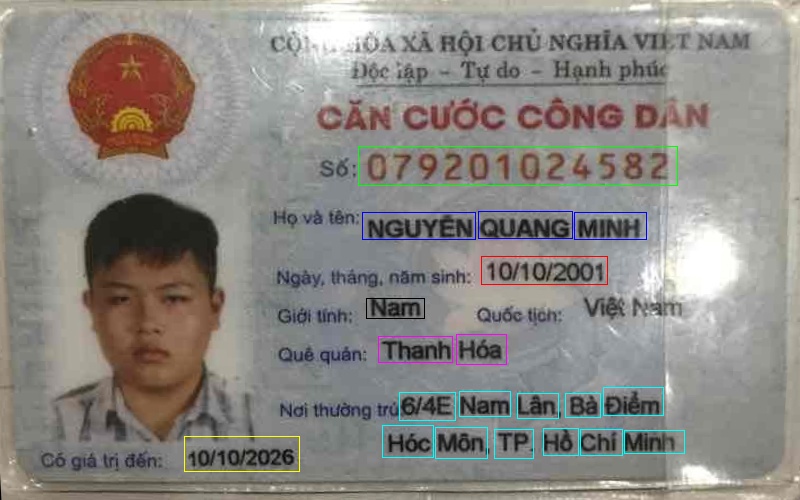 CỘNG HÒA XÃ HỘI CHỦ NGHĨA VIỆT NAM
Độc lập - Tự do - Hạnh phúc
CĂN CƯỚC CÔNG DÂN
Số: 079201024582
Họ và tên: NGUYỄN QUANG MINH
Ngày, tháng, năm sinh: 10/10/2001
Giới tính: Nam Quốc tịch: Việt Nam
Quê quán: Thanh Hóa
Nơi thường trú: 6/4E Nam Lân, Bà Điểm
Hóc Môn, TP. Hồ Chí Minh
Có giá trị đến: 10/10/2026